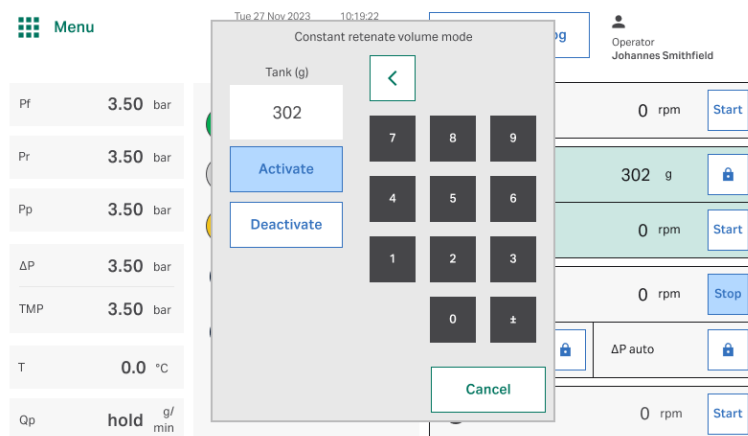 Menu
Tue 27 Nov 2023 10:19:22
Operator
Johannes Smithfield
Constant retenate volume mode
Tank (g)
302
Activate
Deactivate
7 8 9
4 5 6
1 2 3
0 ±
Cancel
Pf 3.50 bar
Pr 3.50 bar
Pp 3.50 bar
ΔP 3.50 bar
TMP 3.50 bar
T 0.0 °C
Qp hold g/
min
0 rpm Start
302 g
0 rpm Start
0 rpm Stop
ΔP auto
0 rpm Start